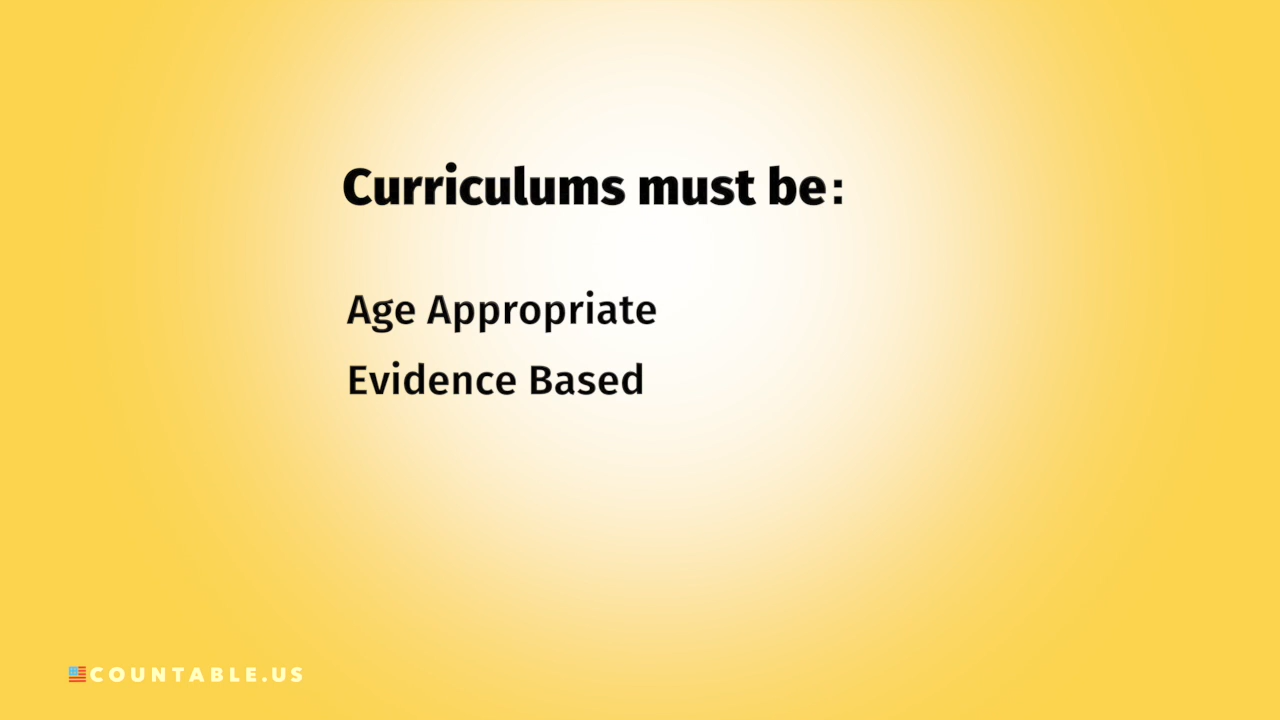 Curriculums must be:
Age Appropriate
Evidence Based
COUNTABLE.US